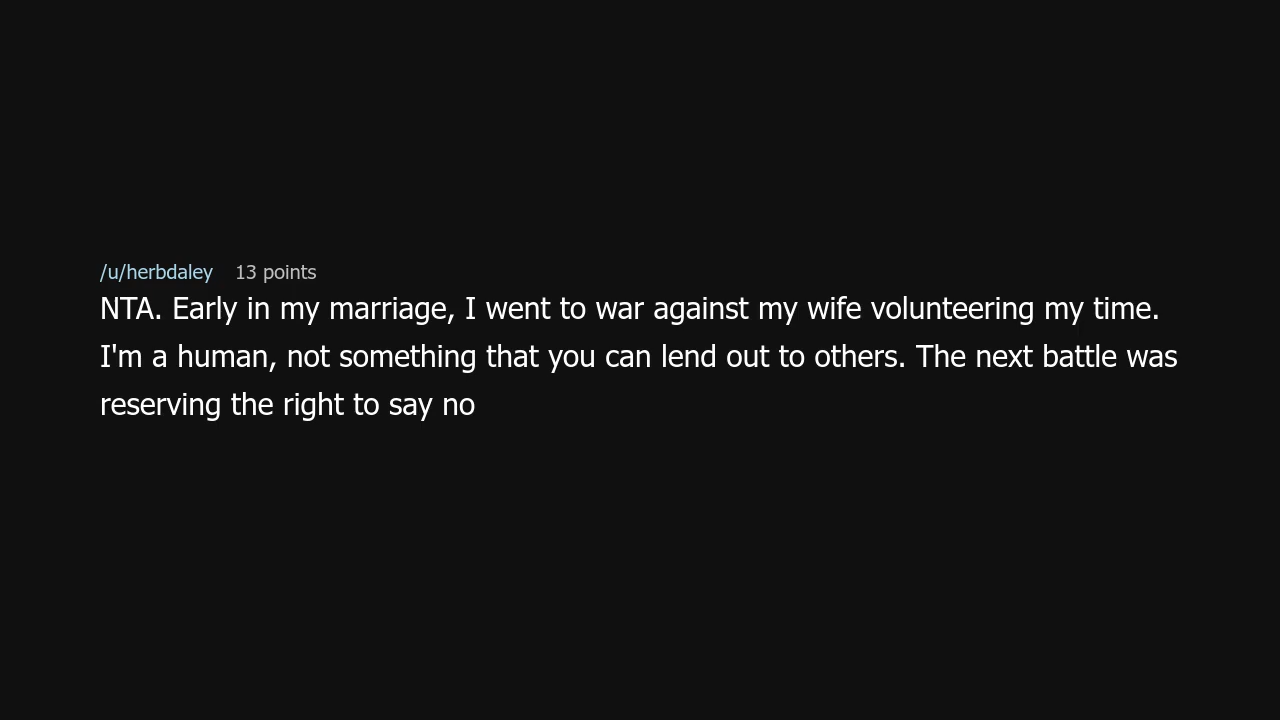 /u/herbdaley 13 points
NTA. Early in my marriage, I went to war against my wife volunteering my time.
I'm a human, not something that you can lend out to others. The next battle was
reserving the right to say no